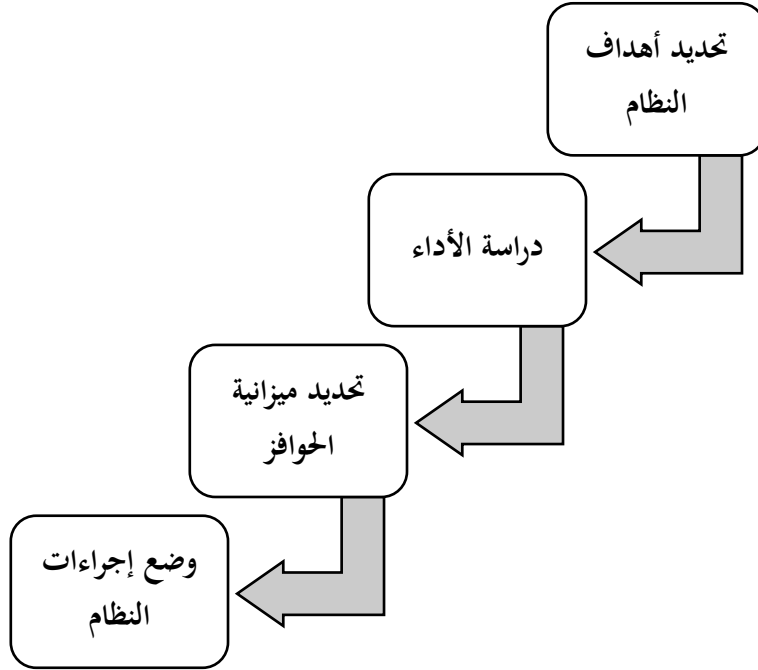 تحديد أهداف
النظام
دراسة الأداء
تحديد ميزانية
الحوافز
وضع إجراءات
النظام